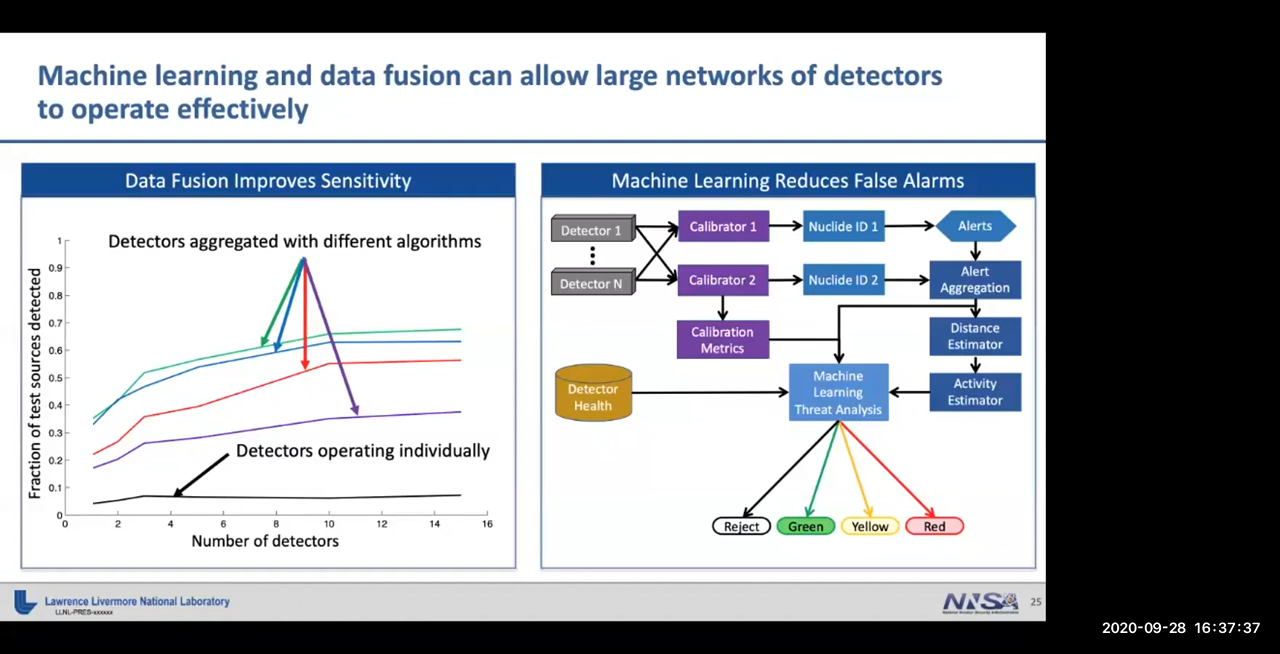 Machine learning and data fusion can allow large networks of detectors
to operate effectively
Data Fusion Improves Sensitivity
Detectors aggregated with different algorithms
Fraction of test sources detected
1
0.9
0.8
0.7
0.6
0.5
0.4
0.3
0.2
0.1
0
Detectors operating individually
0 2 4 6 8 10 12 14 16
Number of detectors
Machine Learning Reduces False Alarms
Detector 1
Calibrator 1
Nuclide ID 1
Alerts
Detector N
Calibrator 2
Nuclide ID 2
Alert
Aggregation
Calibration
Metrics
Distance
Estimator
Detector
Health
Machine
Learning
Threat Analysis
Activity
Estimator
Reject
Green
Yellow
Red
Lawrence Livermore National Laboratory
LLNL-PRES-xxxxxx
NNSA
National Nuclear Security Administration
25
2020-09-28 16:37:37